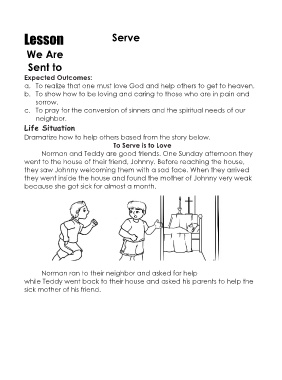 Lesson
Serve
We Are
Sent to
Expected Outcomes:
a. To realize that one must love God and help others to get to heaven.
b. To show how to be loving and caring to those who are in pain and
sorrow.
c. To pray for the conversion of sinners and the spiritual needs of our
neighbor.
Life Situation
Dramatize how to help others based from the story below.
To Serve is to Love
Norman and Teddy are good friends. One Sunday afternoon they
went to the house of their friend, Johnny. Before reaching the house,
they saw Johnny welcoming them with a sad face. When they arrived
they went inside the house and found the mother of Johnny very weak
because she got sick for almost a month.
Norman ran to their neighbor and asked for help
while Teddy went back to their house and asked his parents to help the
sick mother of his friend.